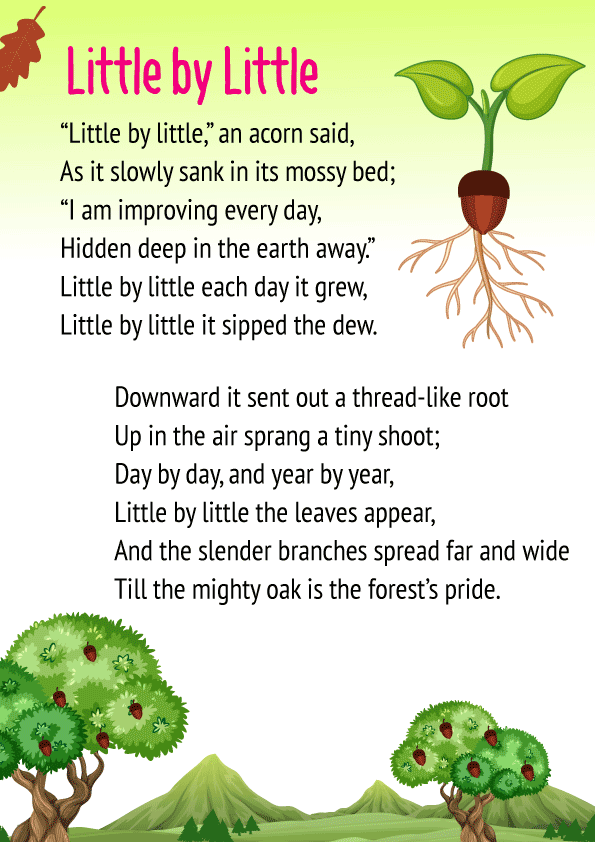 Little by Little
“Little by little,” an acorn said,
As it slowly sank in its mossy bed;
“I am improving every day,
Hidden deep in the earth away.”
Little by little each day it grew,
Little by little it sipped the dew.
Downward it sent out a thread-like root
Up in the air sprang a tiny shoot;
Day by day, and year by year,
Little by little the leaves appear,
And the slender branches spread far and wide
Till the mighty oak is the forest’s pride.